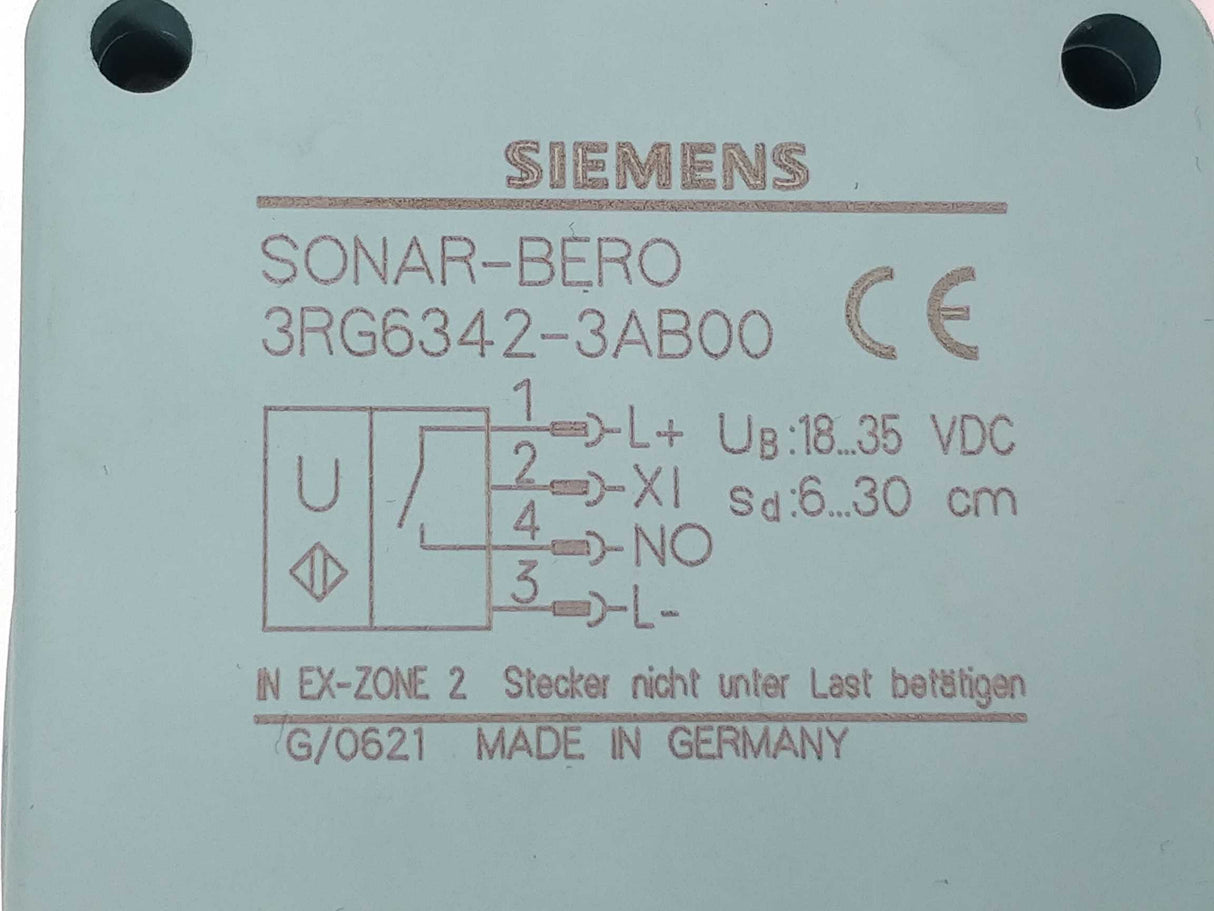 SIEMENS
SONAR-BERO
3RG6342-3AB00 CE
1 L+ UB:18...35 VDC
2 XI sd:6...30 cm
4 NO
3 L-
U
IN EX-ZONE 2 Stecker nicht unter Last betätigen
G/0621 MADE IN GERMANY